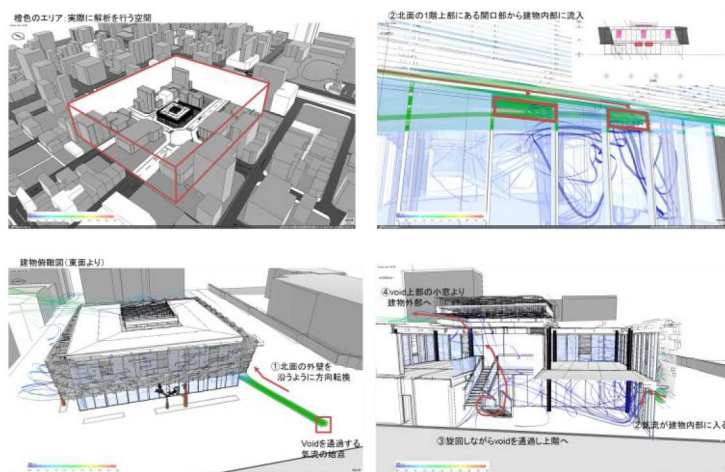 橙色のエリア：実際に解析を行う空間
②北面の1階上部にある開口部から建物内部に流入
建物俯瞰図（東面より）
①北面の外壁を
沿うように方向転換
Voidを通過する
気流の始点
④void上部の小窓より
建物外部へ
②気流が建物内部に入る
③旋回しながらvoidを通過し上階へ